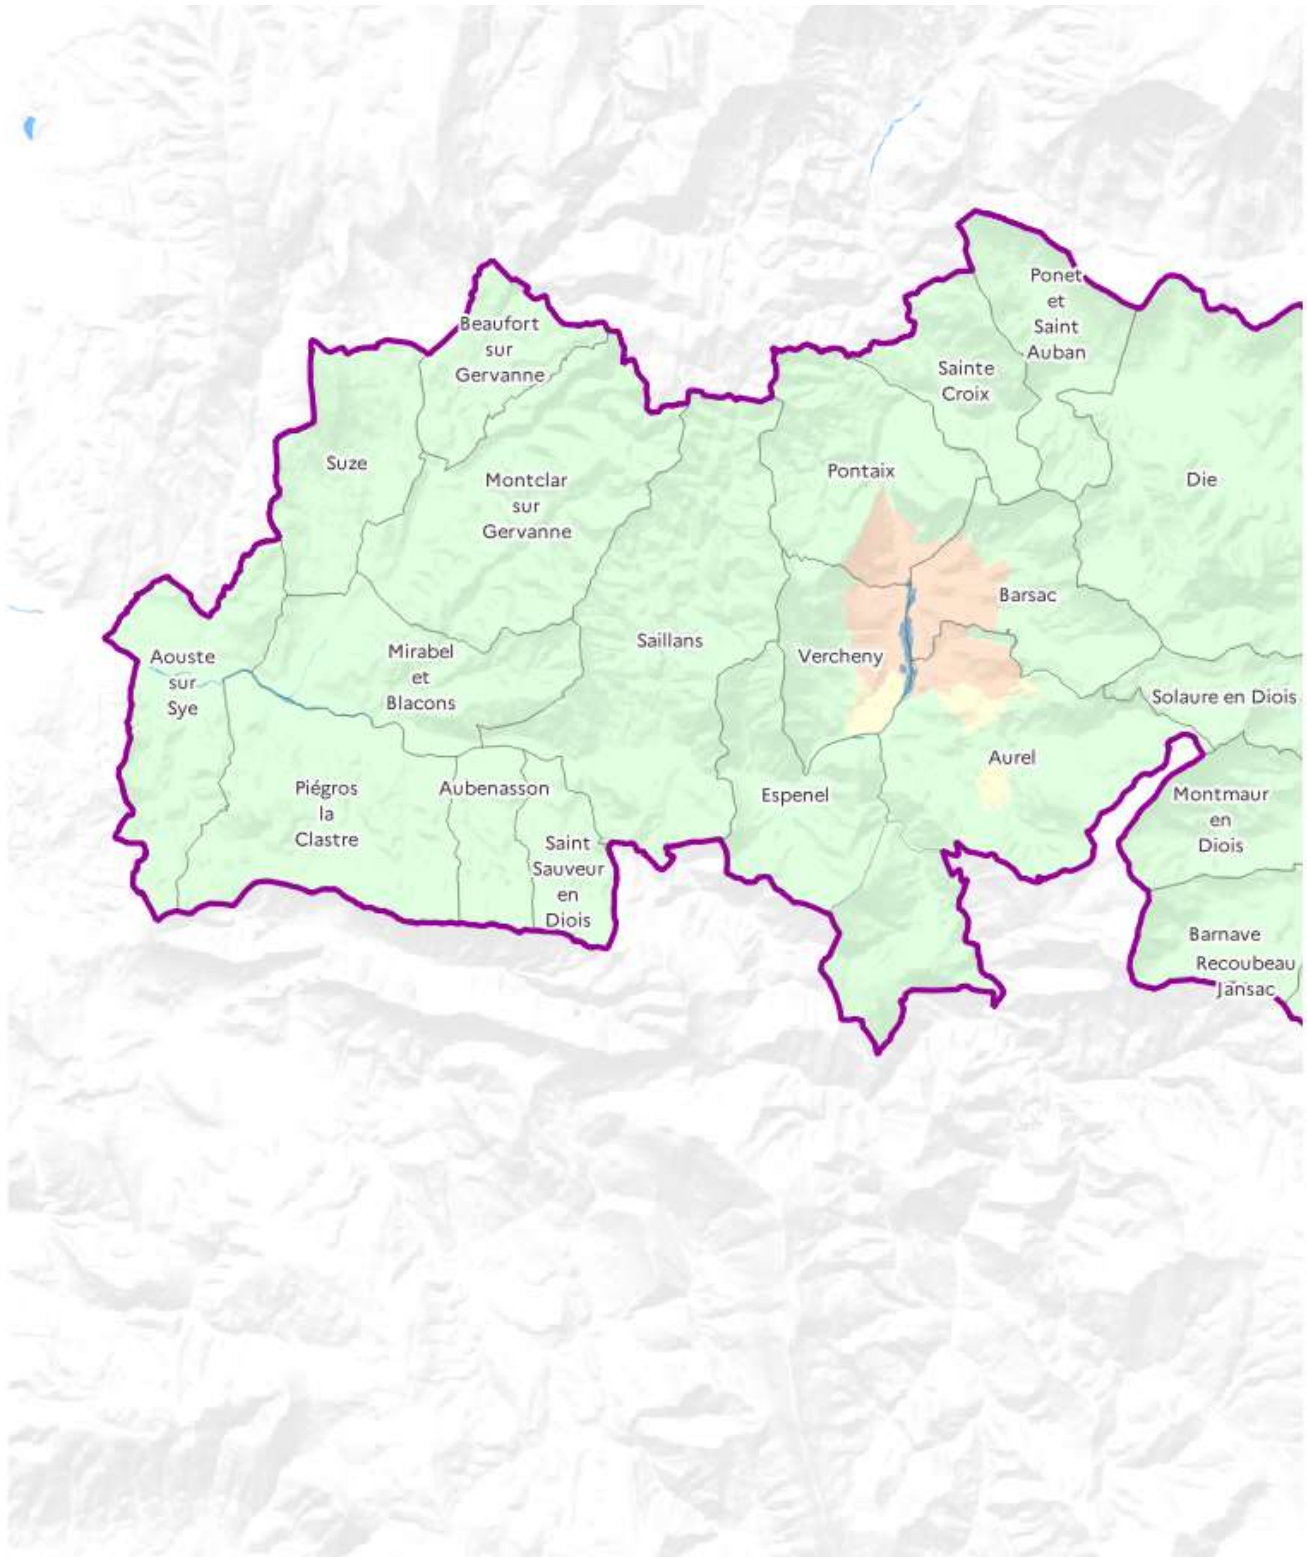 Ponet
et
Saint
Auban
Beaufort
sur
Gervanne
Sainte
Croix
Suze
Montclar
sur
Gervanne
Pontaix
Die
Barsac
Aouste
sur
Sye
Mirabel
et
Blacons
Saillans
Vercheny
Solaure en Diois
Piégros
la
Clastre
Aubenasson
Espenel
Aurel
Montmaur
en
Diois
Saint
Sauveur
en
Diois
Barnave
Recoubeau
Jansac